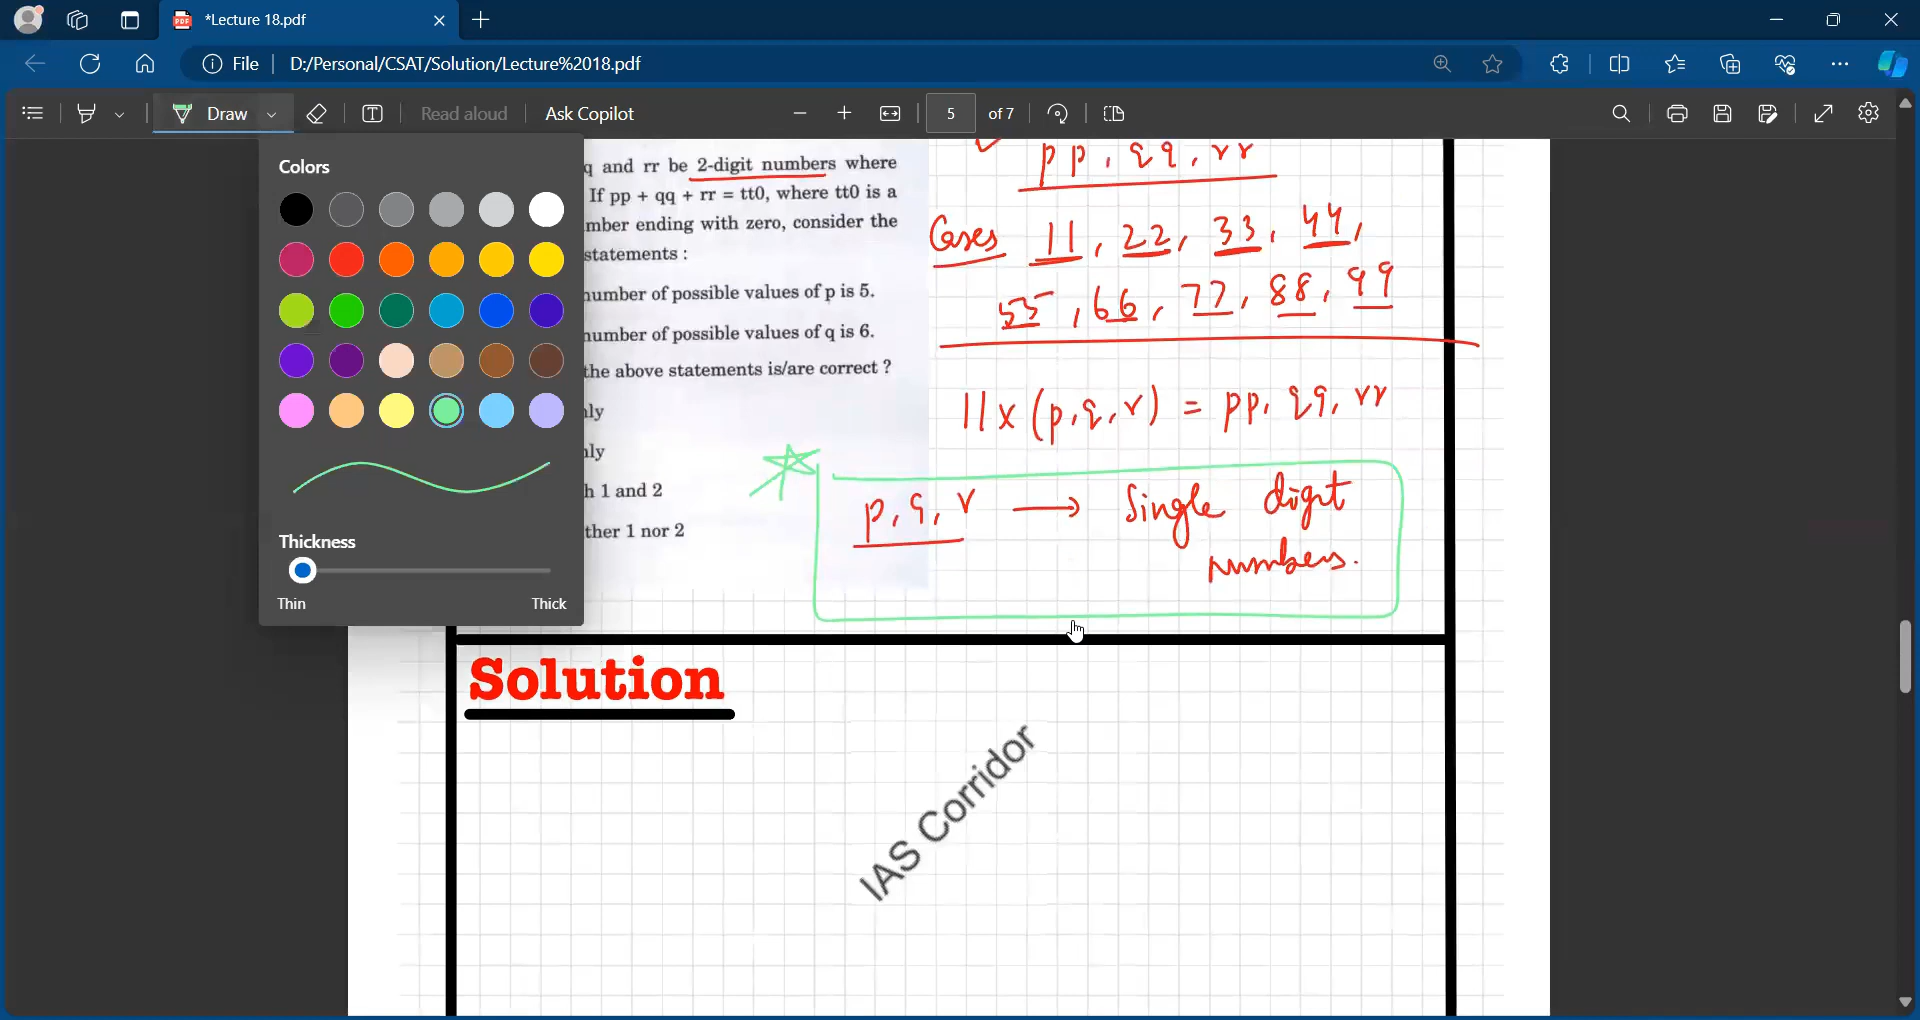 *Lecture 18.pdf
File
D:/Personal/CSAT/Solution/Lecture%2018.pdf
Draw
Read aloud
Ask Copilot
5 of 7
Colors
Thickness
Thin
Thick
q and rr be 2-digit numbers where
If pp + qq + rr = tt0, where tt0 is a
mber ending with zero, consider the
statements :
number of possible values of p is 5.
number of possible values of q is 6.
the above statements is/are correct ?
ly
ly
h 1 and 2
ther 1 nor 2
pp, qq, rr
Cases 11, 22, 33, 44,
55, 66, 77, 88, 99
11 x (p, q, r) = pp, qq, rr
p, q, r → Single digit
numbers.
Solution
IAS Corridor